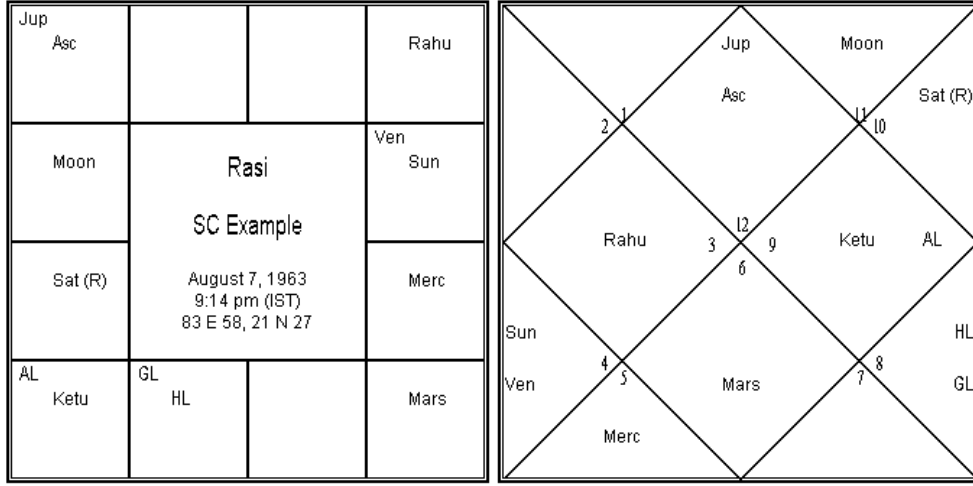 Jup
Asc
Rahu
Moon
Ven
Sun
Rasi
SC Example
August 7, 1963
9:14 pm (IST)
83 E 58, 21 N 27
Sat (R)
Merc
AL
Ketu
GL
HL
Mars
Jup
Asc
Moon
Sat (R)
2
1
11
10
Rahu
3
12
9
6
Ketu
AL
Sun
Ven
4
5
Merc
Mars
7
8
HL
GL